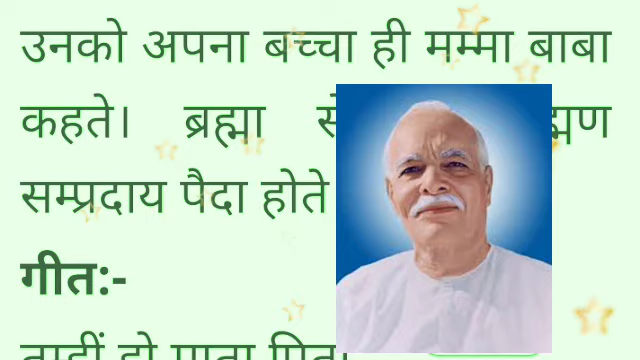 उनको अपना बच्चा ही मम्मा बाबा
कहते। ब्रह्मा
सम्प्रदाय पैदा होते
गीत:-